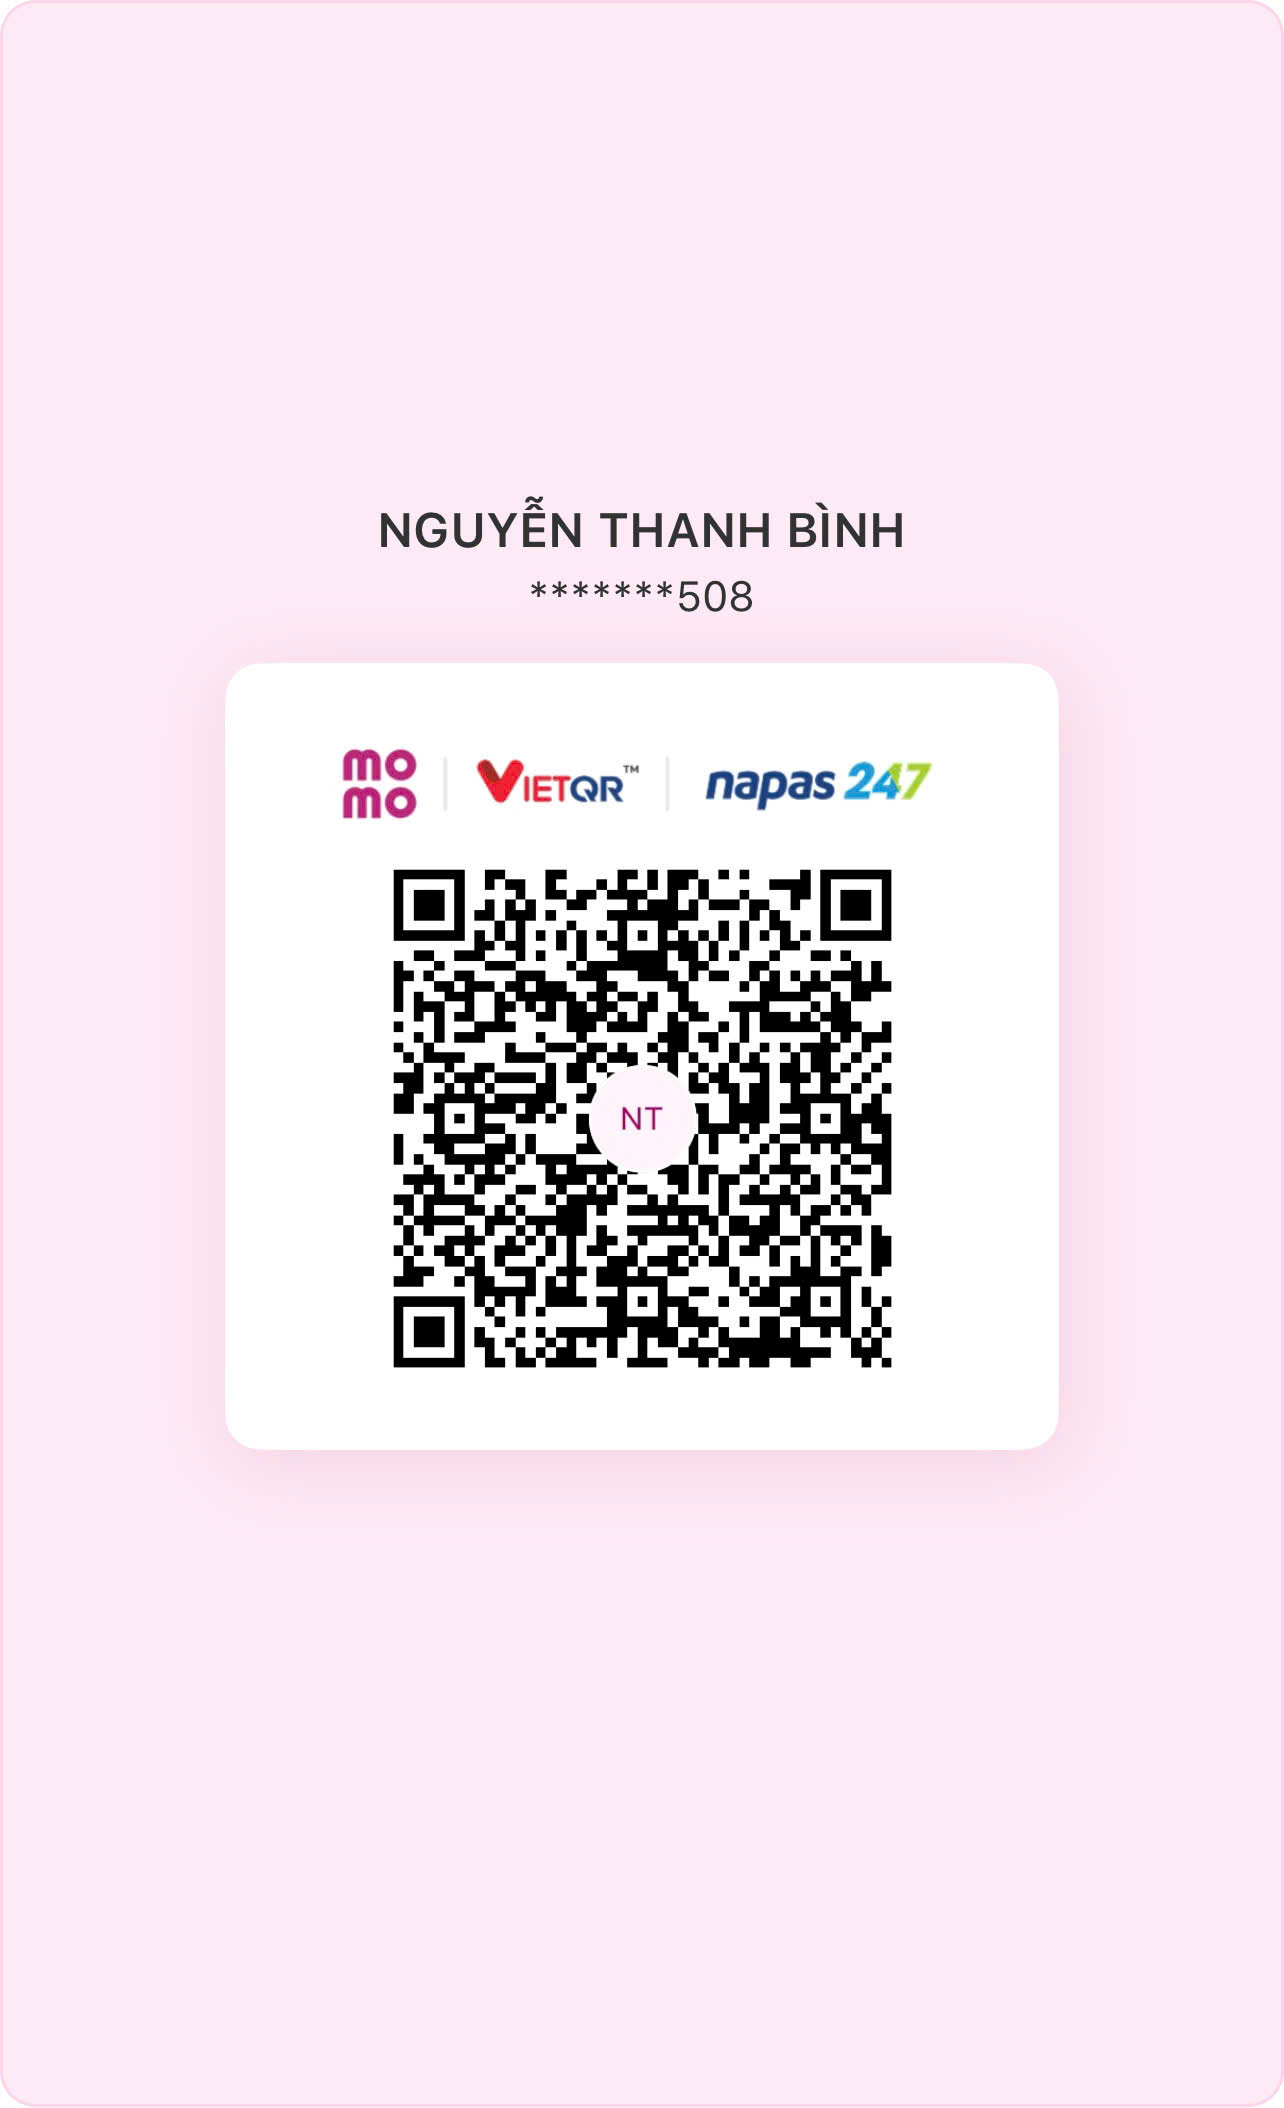 NGUYỄN THANH BÌNH
*******508
mo
mo
VIETQR™
napas 247
NT